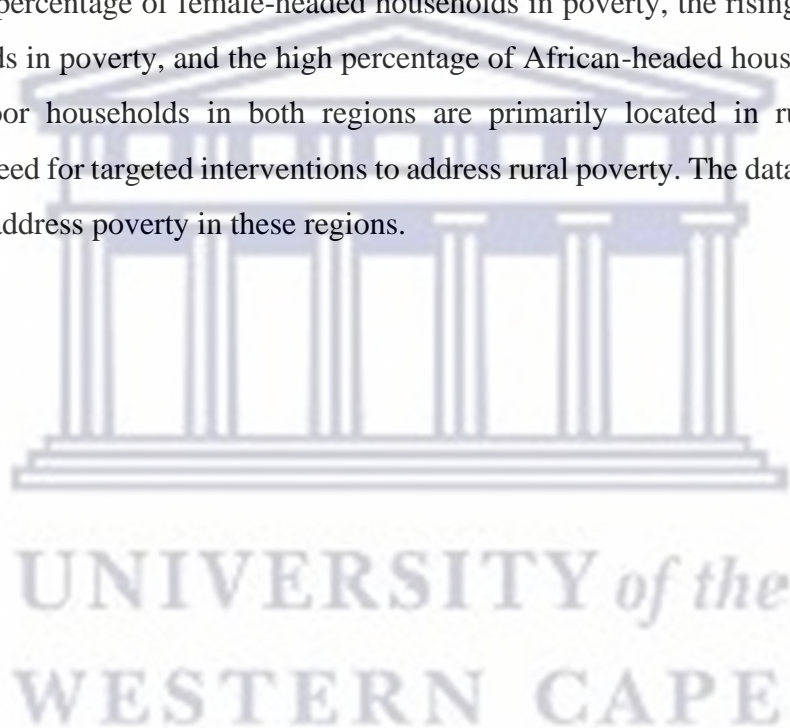 percentage of female-headed households in poverty, the rising
ds in poverty, and the high percentage of African-headed hous
or households in both regions are primarily located in ru
eed for targeted interventions to address rural poverty. The data
address poverty in these regions.
UNIVERSITY of the
WESTERN CAPE